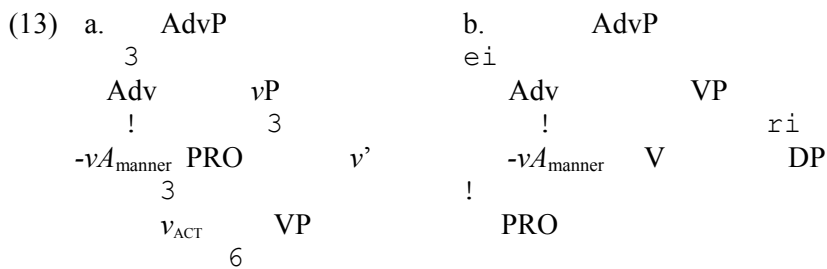 (13) a. AdvP b. AdvP
3 ei
Adv vP Adv VP
! 3 ! ri
-vAmanner PRO v’ -vAmanner V DP
3 !
vACT VP PRO
6